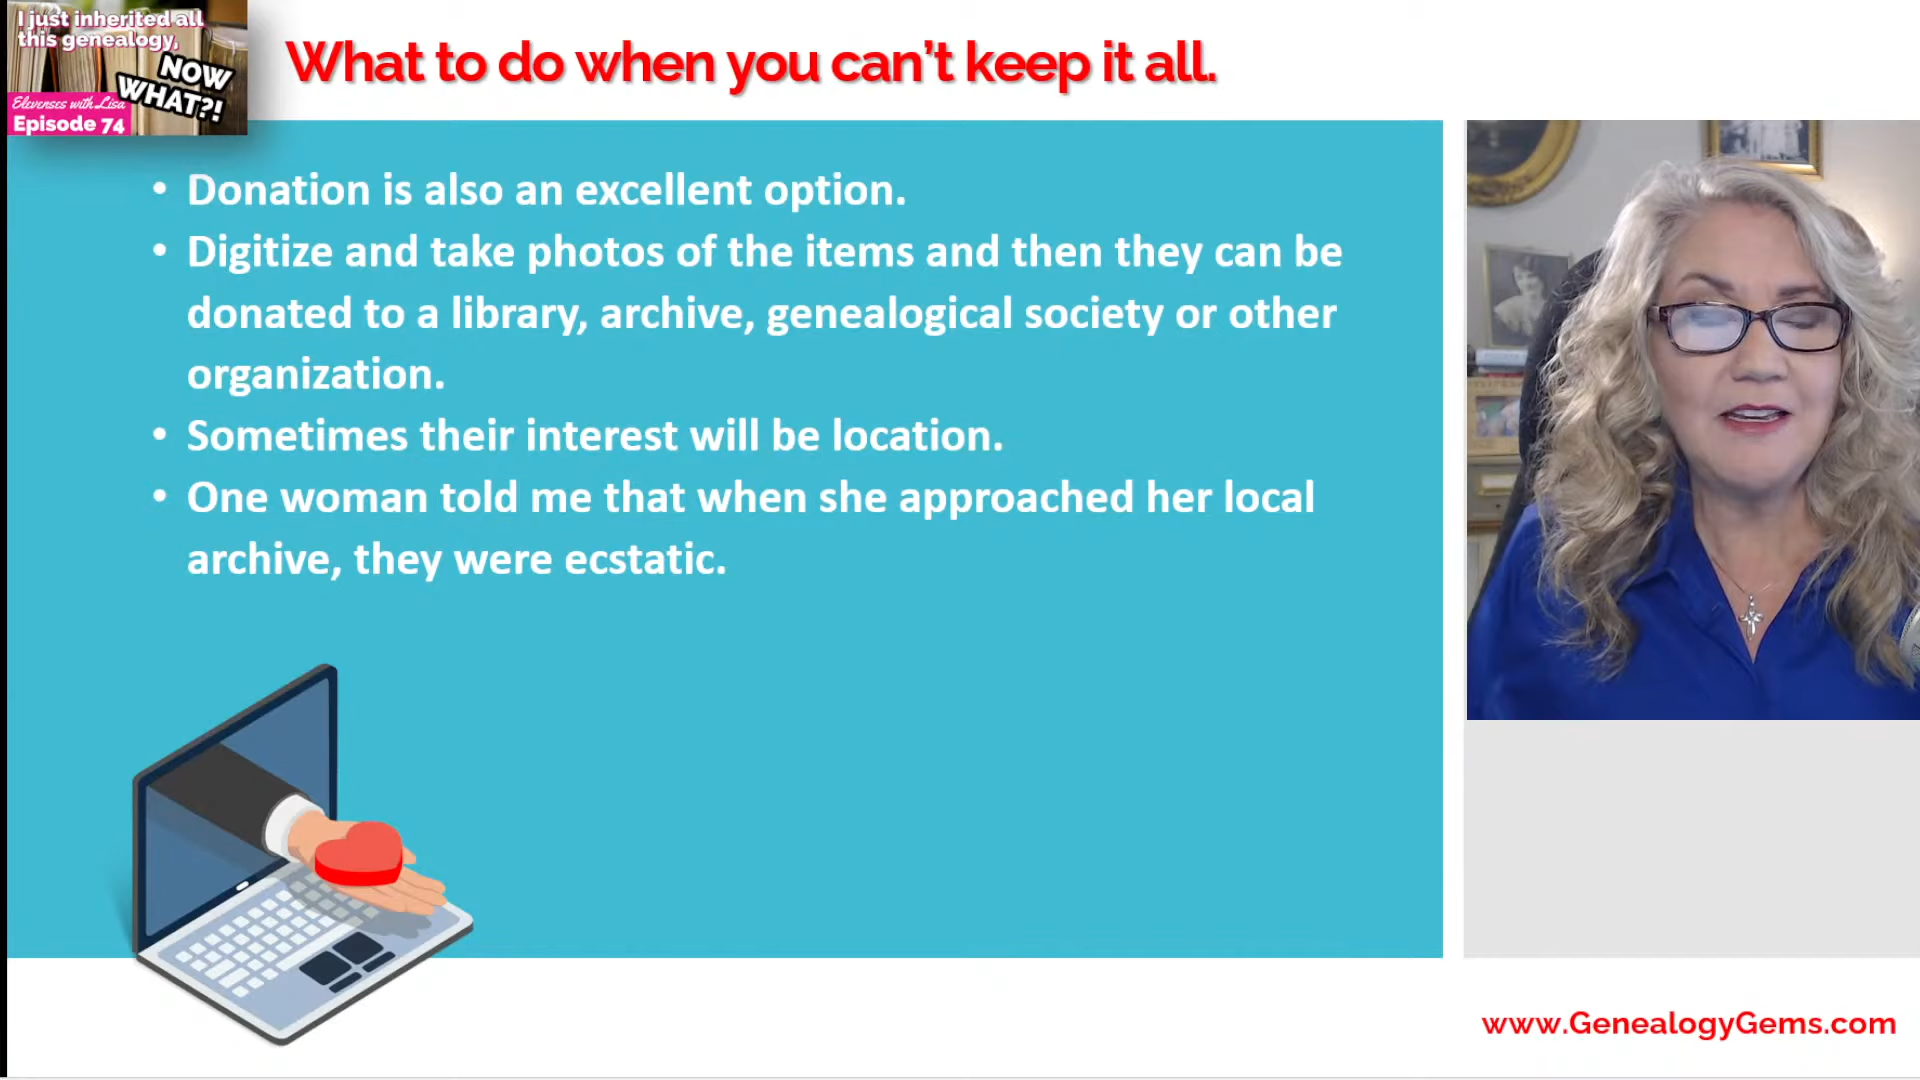 I just inherited all
this genealogy,
NOW
WHAT?!
Elevenses with Lisa
Episode 74
What to do when you can't keep it all.
• Donation is also an excellent option.
• Digitize and take photos of the items and then they can be
donated to a library, archive, genealogical society or other
organization.
• Sometimes their interest will be location.
• One woman told me that when she approached her local
archive, they were ecstatic.
www.GenealogyGems.com